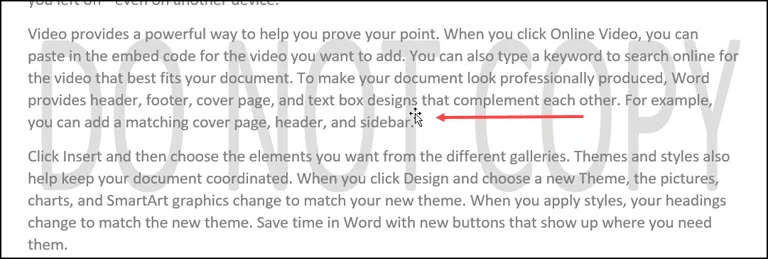 you left off - even on another device.
Video provides a powerful way to help you prove your point. When you click Online Video, you can
paste in the embed code for the video you want to add. You can also type a keyword to search online for
the video that best fits your document. To make your document look professionally produced, Word
provides header, footer, cover page, and text box designs that complement each other. For example,
you can add a matching cover page, header, and sidebar.
Click Insert and then choose the elements you want from the different galleries. Themes and styles also
help keep your document coordinated. When you click Design and choose a new Theme, the pictures,
charts, and SmartArt graphics change to match your new theme. When you apply styles, your headings
change to match the new theme. Save time in Word with new buttons that show up where you need
them.
DO NOT COPY